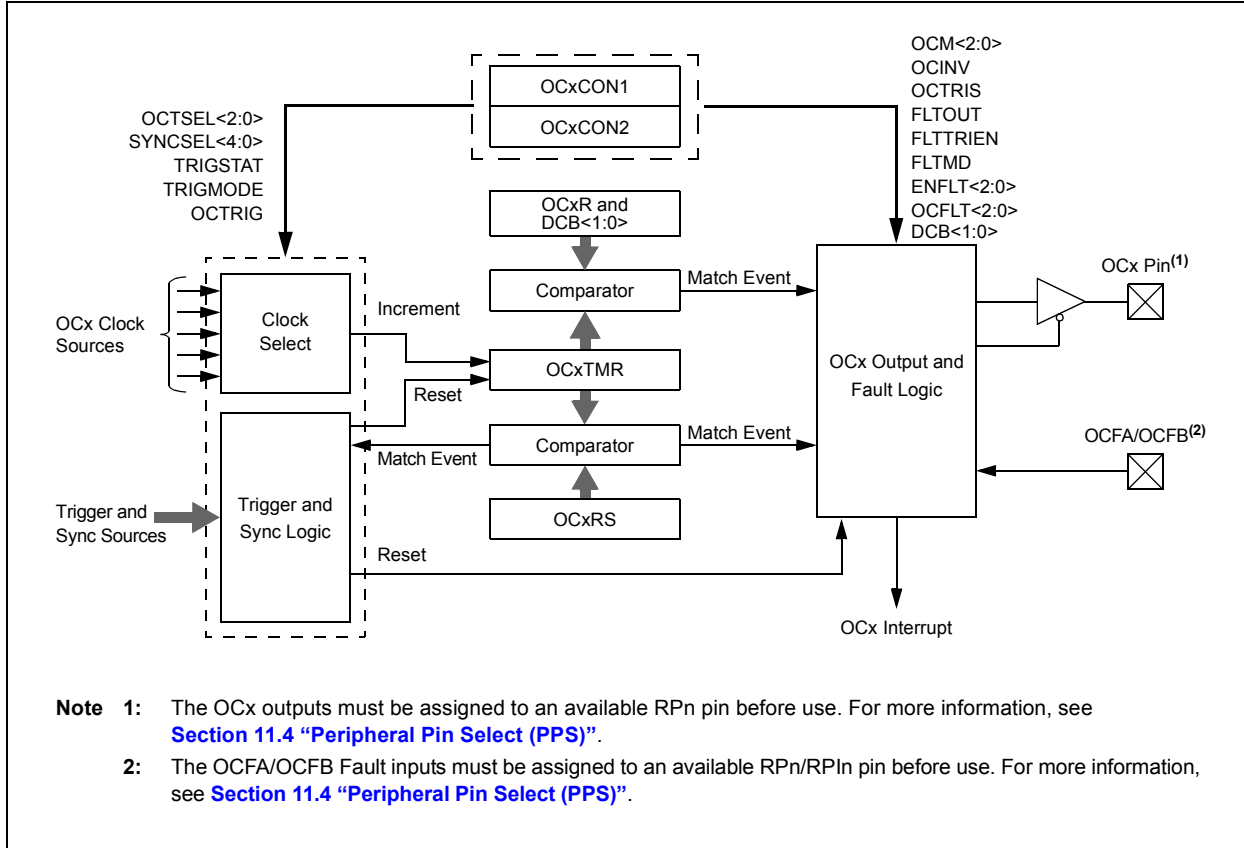 OCxCON1
OCxCON2
OCTSEL<2:0>
SYNCSEL<4:0>
TRIGSTAT
TRIGMODE
OCTRIG
OCM<2:0>
OCINV
OCTRIS
FLTOUT
FLTTRIEN
FLTMD
ENFLT<2:0>
OCFLT<2:0>
DCB<1:0>
OCxR and
DCB<1:0>
OCx Clock
Sources
Clock
Select
Increment
Comparator
Match Event
OCxTMR
Reset
OCx Output and
Fault Logic
OCx Pin(1)
Comparator
Match Event
Match Event
OCFA/OCFB(2)
Trigger and
Sync Sources
Trigger and
Sync Logic
OCxRS
Reset
OCx Interrupt
Note 1: The OCx outputs must be assigned to an available RPn pin before use. For more information, see
Section 11.4 “Peripheral Pin Select (PPS)”.
2: The OCFA/OCFB Fault inputs must be assigned to an available RPn/RPIn pin before use. For more information,
see Section 11.4 “Peripheral Pin Select (PPS)”.